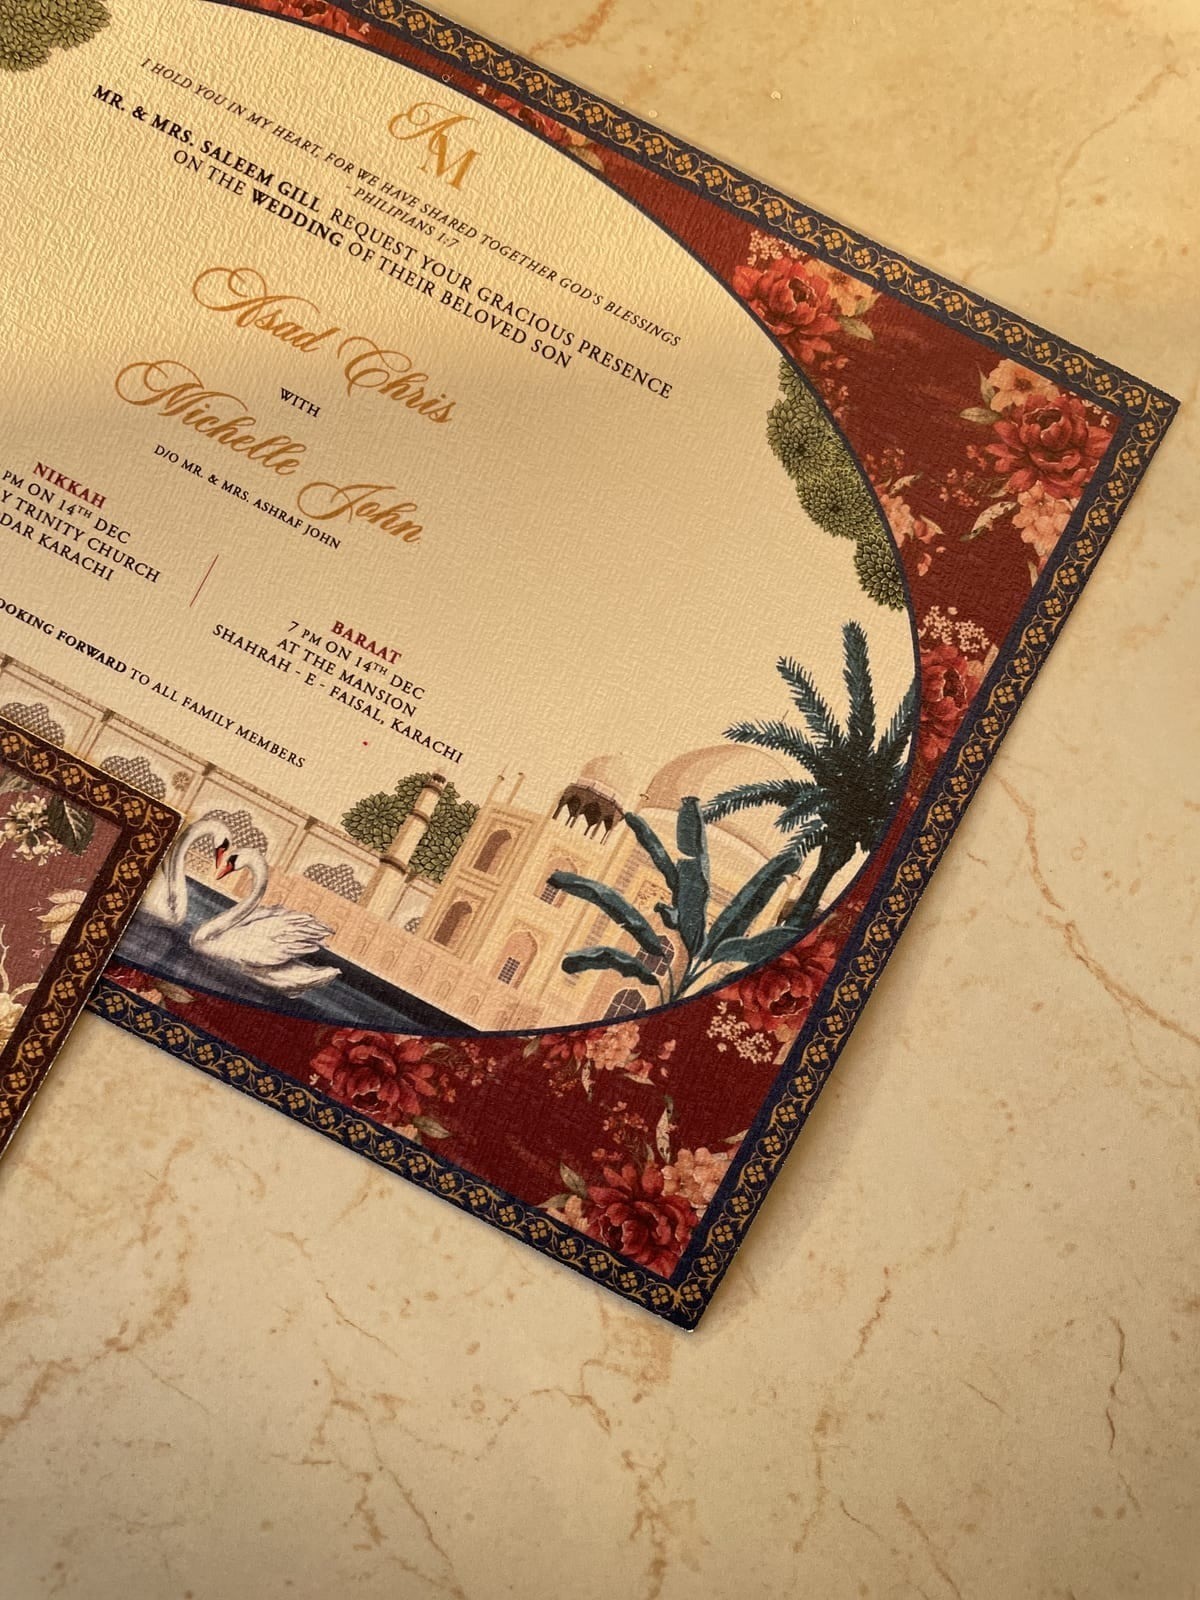 AM
I HOLD YOU IN MY HEART, FOR WE HAVE SHARED TOGETHER GOD'S BLESSINGS
- PHILIPIANS 1:7
MR. & MRS. SALEEM GILL REQUEST YOUR GRACIOUS PRESENCE
ON THE WEDDING OF THEIR BELOVED SON
Asad Chris
WITH
Michelle John
D/O MR. & MRS. ASHRAF JOHN
NIKKAH
PM ON 14TH DEC
Y TRINITY CHURCH
DAR KARACHI
BARAAT
7 PM ON 14TH DEC
AT THE MANSION
SHAHRAH - E - FAISAL, KARACHI
OOKING FORWARD TO ALL FAMILY MEMBERS